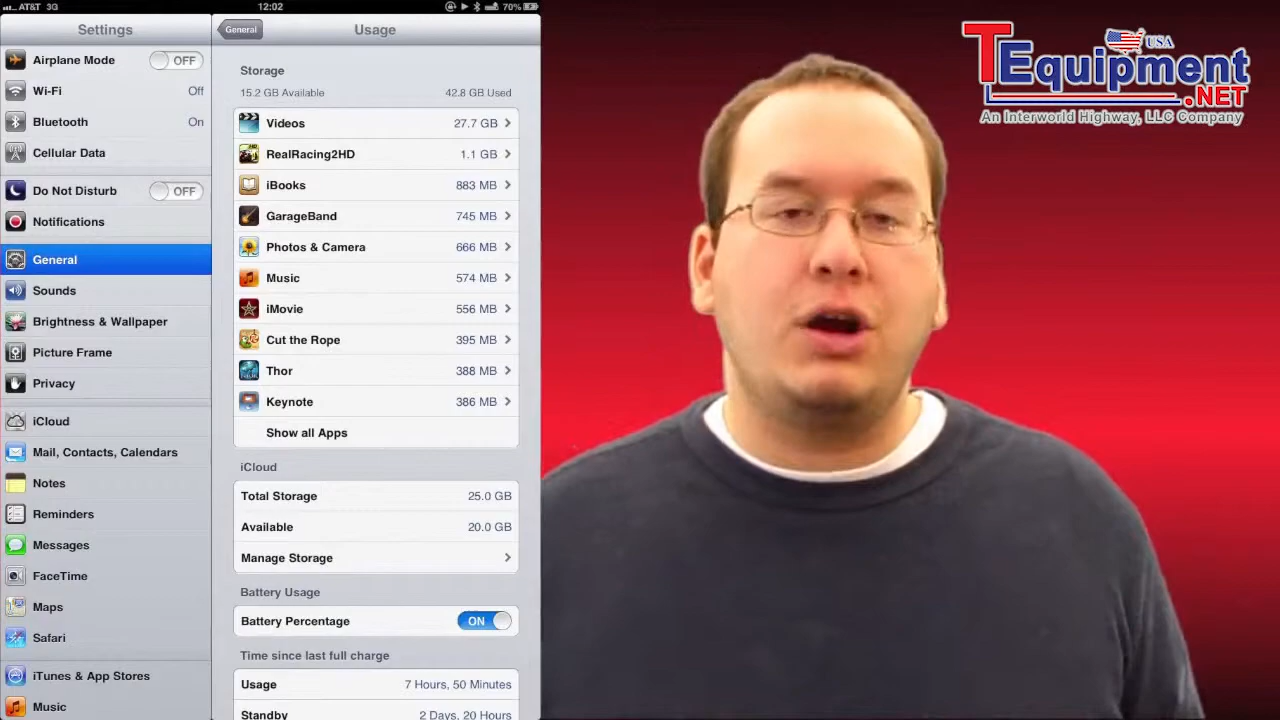 AT&T 3G 12:02 70%
Settings
Airplane Mode OFF
Wi-Fi Off
Bluetooth On
Cellular Data
Do Not Disturb OFF
Notifications
General
Sounds
Brightness & Wallpaper
Picture Frame
Privacy
iCloud
Mail, Contacts, Calendars
Notes
Reminders
Messages
FaceTime
Maps
Safari
iTunes & App Stores
Music
General Usage
Storage
15.2 GB Available 42.8 GB Used
Videos 27.7 GB
RealRacing2HD 1.1 GB
iBooks 883 MB
GarageBand 745 MB
Photos & Camera 666 MB
Music 574 MB
iMovie 556 MB
Cut the Rope 395 MB
Thor 388 MB
Keynote 386 MB
Show all Apps
iCloud
Total Storage 25.0 GB
Available 20.0 GB
Manage Storage
Battery Usage
Battery Percentage ON
Time since last full charge
Usage 7 Hours, 50 Minutes
Standby 2 Days, 20 Hours
USA
TEquipment
.NET
An Interworld Highway, LLC Company